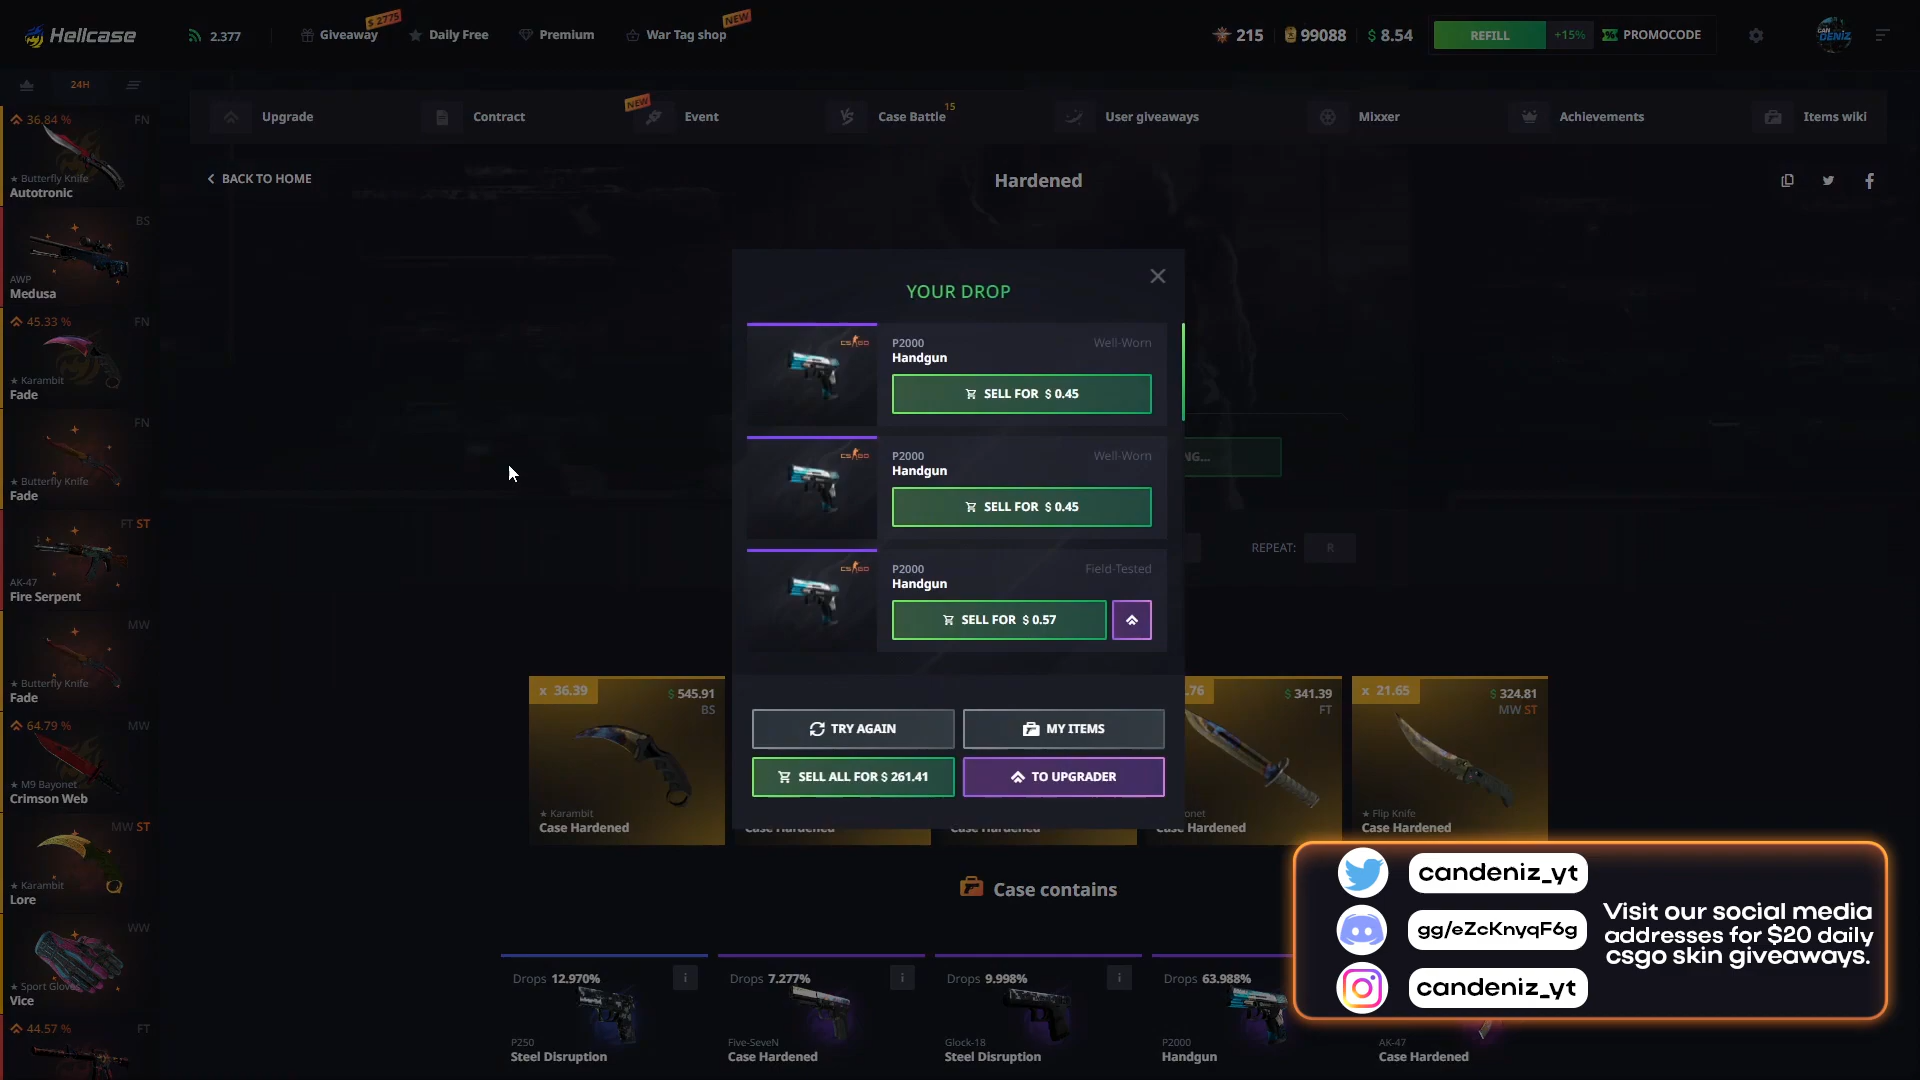 Hellcase
2.377
Giveaway
$ 2775
Daily Free
Premium
War Tag shop
NEW
215
99088
$ 8.54
REFILL
+15%
PROMOCODE
24H
Upgrade
Contract
NEW
Event
Case Battle
15
User giveaways
Mixxer
Achievements
Items wiki
BACK TO HOME
Hardened
36.84 %
FN
★ Butterfly Knife
Autotronic
BS
AWP
Medusa
45.33 %
FN
★ Karambit
Fade
FN
★ Butterfly Knife
Fade
FT ST
AK-47
Fire Serpent
MW
★ Butterfly Knife
Fade
64.79 %
MW
★ M9 Bayonet
Crimson Web
MW ST
★ Karambit
Lore
WW
★ Sport Gloves
Vice
44.57 %
FT
YOUR DROP
P2000
Well-Worn
Handgun
SELL FOR $ 0.45
P2000
Well-Worn
Handgun
SELL FOR $ 0.45
P2000
Field-Tested
Handgun
SELL FOR $ 0.57
TRY AGAIN
MY ITEMS
SELL ALL FOR $ 261.41
TO UPGRADER
NG...
REPEAT:
R
x 36.39
$ 545.91
BS
★ Karambit
Case Hardened
Case Hardened
Case Hardened
.76
$ 341.39
FT
onet
Case Hardened
x 21.65
$ 324.81
MW ST
★ Flip Knife
Case Hardened
Case contains
Drops 12.970%
P250
Steel Disruption
Drops 7.277%
Five-SeveN
Case Hardened
Drops 9.998%
Glock-18
Steel Disruption
Drops 63.988%
P2000
Handgun
AK-47
Case Hardened
candeniz_yt
gg/eZcKnyqF6g
candeniz_yt
Visit our social media
addresses for $20 daily
csgo skin giveaways.